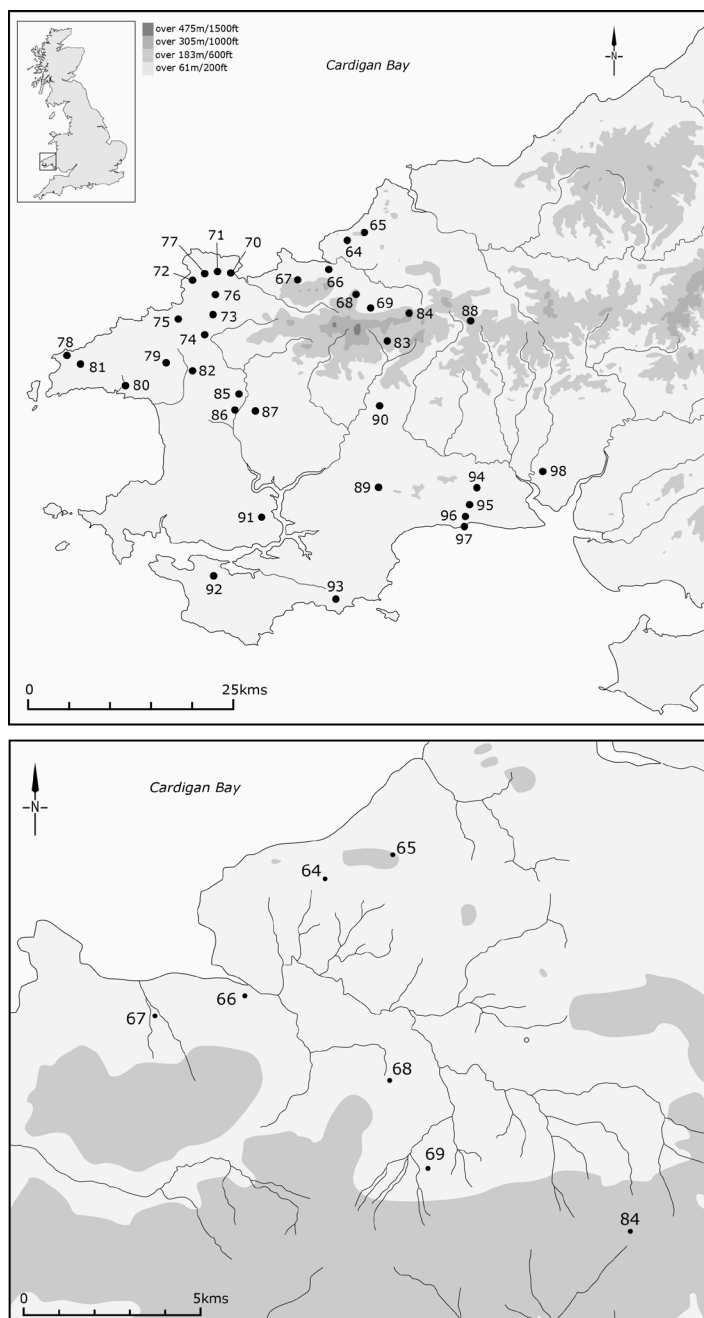 over 475m/1500ft
over 305m/1000ft
over 183m/600ft
over 61m/200ft
Cardigan Bay
N
65
64
71
77 70
72 66
67
76 68
69
73 84 88
75
74 83
78
79
81 82
80 85
90
86 87
98
94
89
95
96
91
97
92
93
0 25kms
Cardigan Bay
N
65
64
66
67
68
69
84
0 5kms